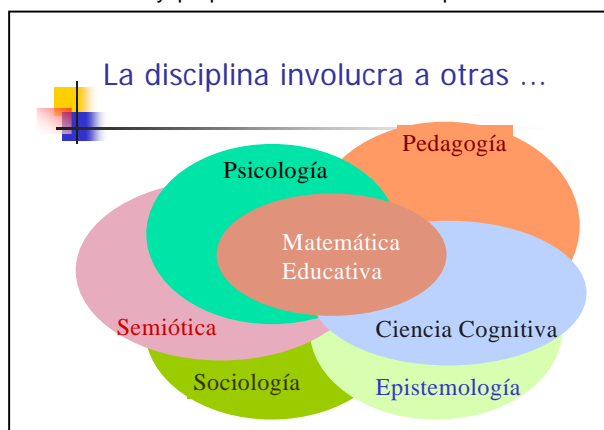 La disciplina involucra a otras ...
Pedagogía
Psicología
Matemática
Educativa
Semiótica
Ciencia Cognitiva
Sociología
Epistemología